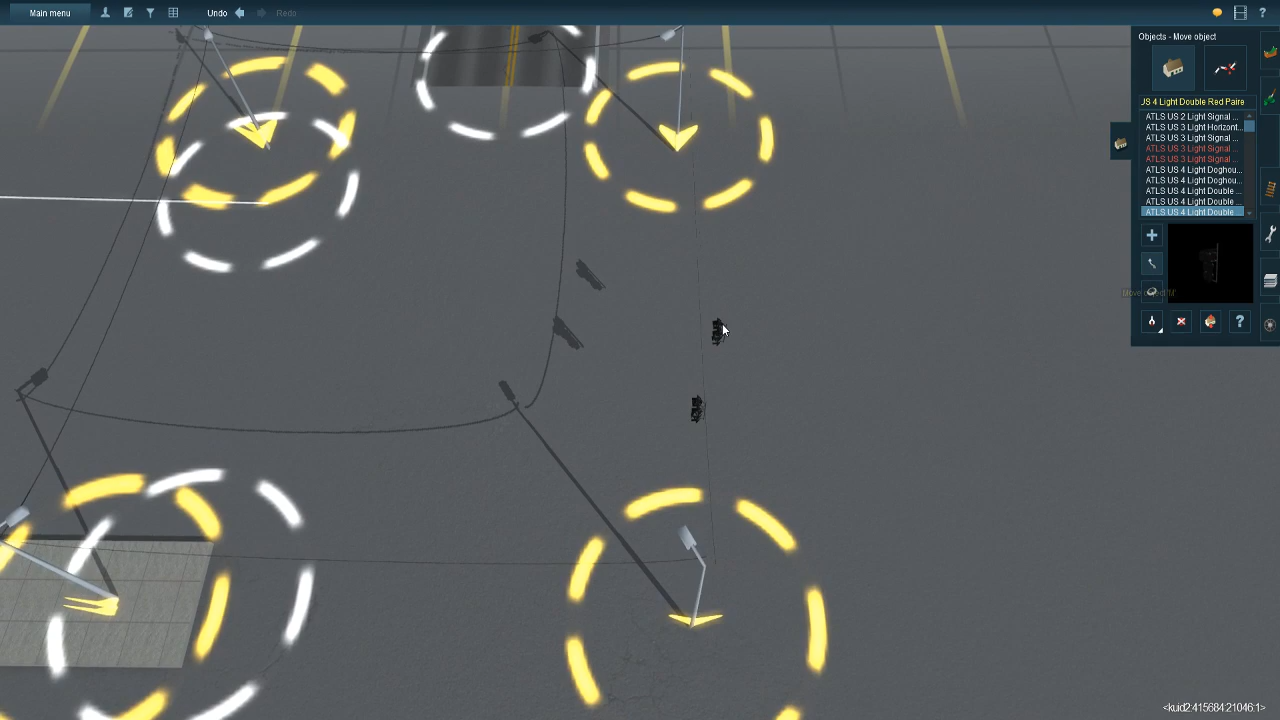 Main menu
Undo
Redo
?
Objects - Move object
JS 4 Light Double Red Paire
ATLS US 2 Light Signal ...
ATLS US 3 Light Horizont...
ATLS US 3 Light Signal ...
ATLS US 3 Light Signal ...
ATLS US 3 Light Signal ...
ATLS US 4 Light Doghou...
ATLS US 4 Light Doghou...
ATLS US 4 Light Double ...
ATLS US 4 Light Double ...
ATLS US 4 Light Double
?
<kuid2:415684:21046:1>